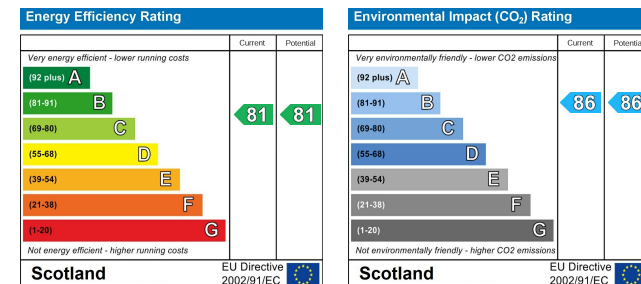 Energy Efficiency Rating
Current Potential
Very energy efficient - lower running costs
(92 plus) A
(81-91) B
(69-80) C
(55-68) D
(39-54) E
(21-38) F
(1-20) G
81 81
Not energy efficient - higher running costs
Scotland
EU Directive
2002/91/EC
Environmental Impact (CO₂) Rating
Current Potential
Very environmentally friendly - lower CO2 emissions
(92 plus) A
(81-91) B
(69-80) C
(55-68) D
(39-54) E
(21-38) F
(1-20) G
86 86
Not environmentally friendly - higher CO2 emissions
Scotland
EU Directive
2002/91/EC